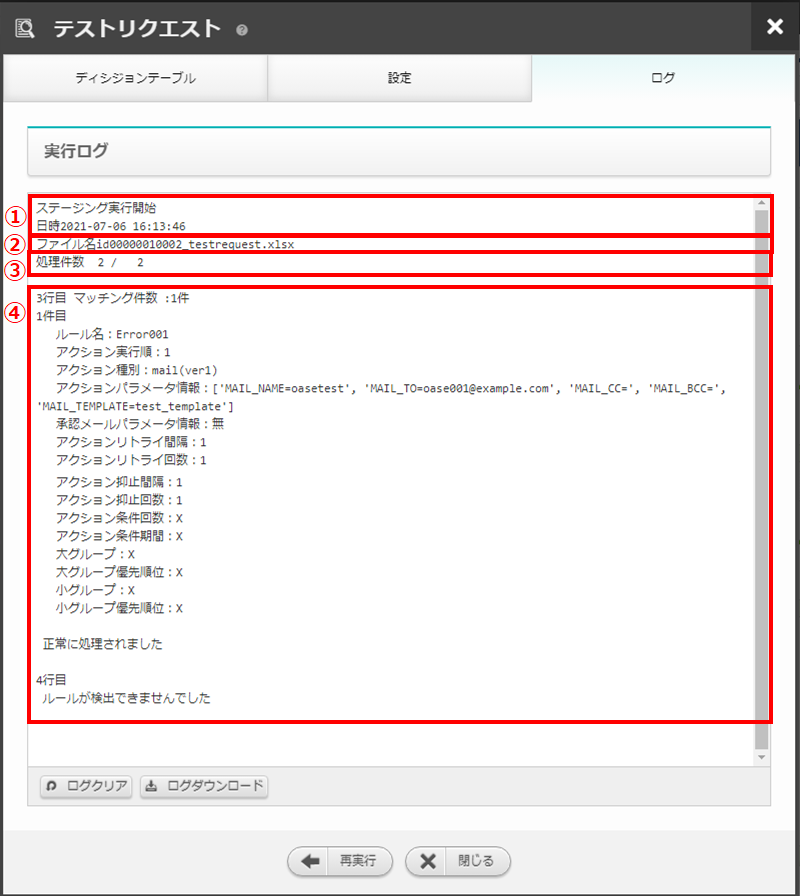 テストリクエスト ?
×
ディシジョンテーブル 設定 ログ
実行ログ
① ステージング実行開始
日時2021-07-06 16:13:46
② ファイル名id00000010002_testrequest.xlsx
③ 処理件数 2 / 2
④ 3行目 マッチング件数 :1件
1件目
ルール名：Error001
アクション実行順：1
アクション種別：mail(ver1)
アクションパラメータ情報：['MAIL_NAME=oasetest', 'MAIL_TO=oase001@example.com', 'MAIL_CC=', 'MAIL_BCC=',
'MAIL_TEMPLATE=test_template']
承認メールパラメータ情報：無
アクションリトライ間隔：1
アクションリトライ回数：1
アクション抑止間隔：1
アクション抑止回数：1
アクション条件回数：X
アクション条件期間：X
大グループ：X
大グループ優先順位：X
小グループ：X
小グループ優先順位：X
正常に処理されました
4行目
ルールが検出できませんでした
ログクリア ログダウンロード
再実行 閉じる